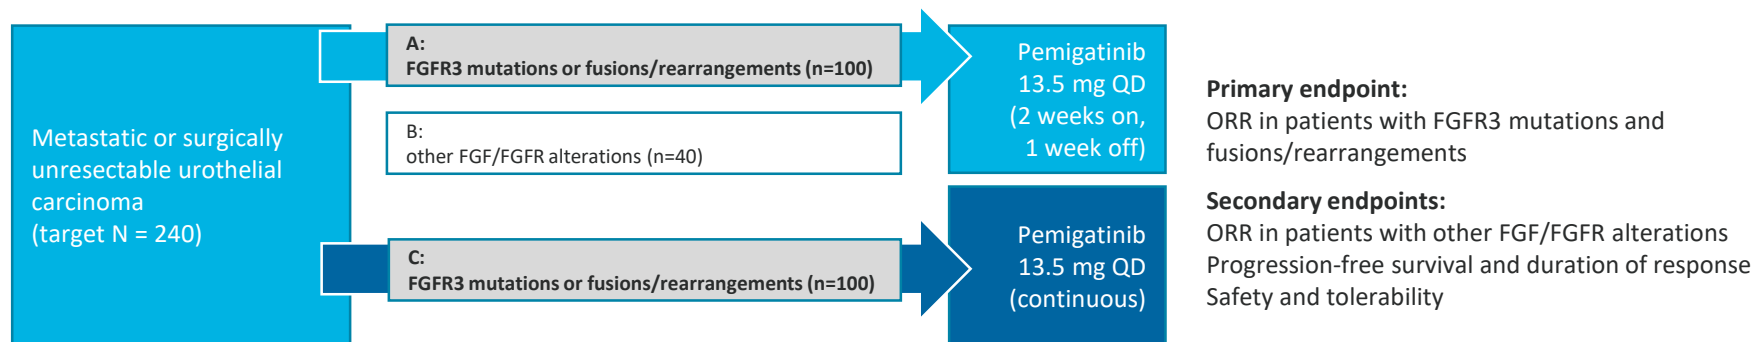 Metastatic or surgically
unresectable urothelial
carcinoma
(target N = 240)
A:
FGFR3 mutations or fusions/rearrangements (n=100)
B:
other FGF/FGFR alterations (n=40)
C:
FGFR3 mutations or fusions/rearrangements (n=100)
Pemigatinib
13.5 mg QD
(2 weeks on,
1 week off)
Pemigatinib
13.5 mg QD
(continuous)
Primary endpoint:
ORR in patients with FGFR3 mutations and
fusions/rearrangements
Secondary endpoints:
ORR in patients with other FGF/FGFR alterations
Progression-free survival and duration of response
Safety and tolerability